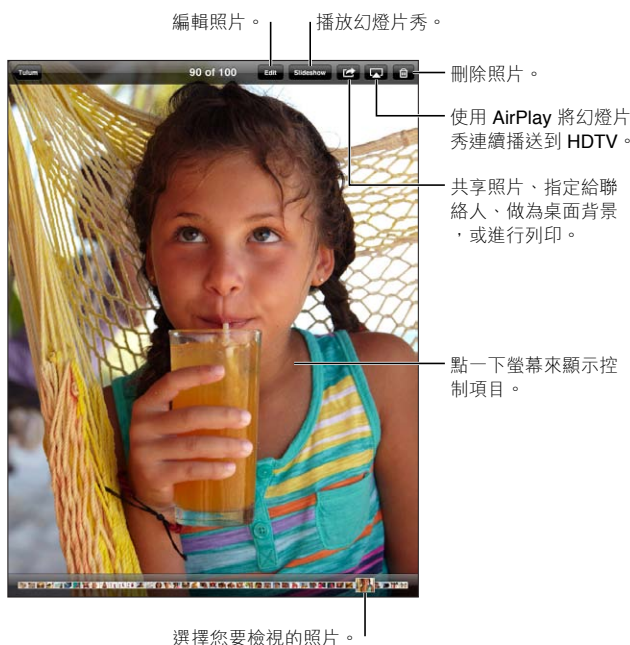 編輯照片。
播放幻燈片秀。
Tulum
90 of 100
Edit
Slideshow
刪除照片。
使用 AirPlay 將幻燈片
秀連續播送到 HDTV。
共享照片、指定給聯
絡人、做為桌面背景
，或進行列印。
點一下螢幕來顯示控
制項目。
選擇您要檢視的照片。